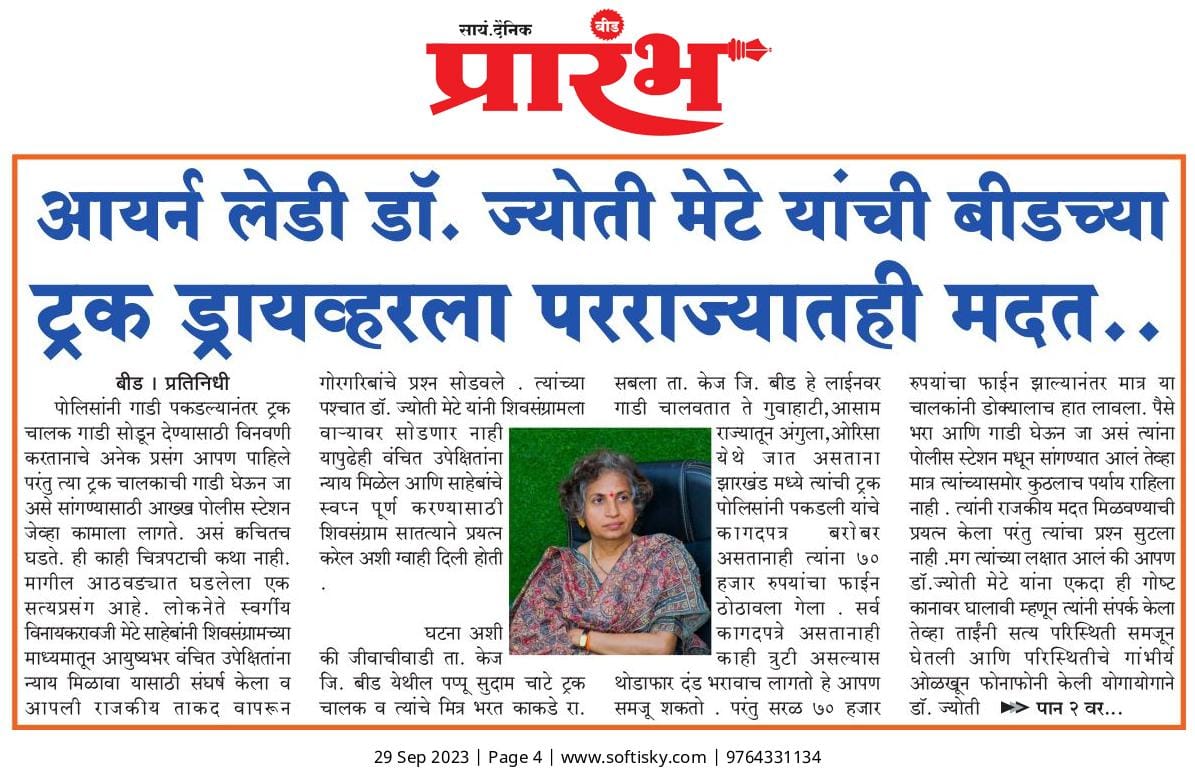 सायं.दैनिक
बीड
प्रारंभ
आयर्न लेडी डॉ. ज्योती मेटे यांची बीडच्या
ट्रक ड्रायव्हरला परराज्यातही मदत..
बीड । प्रतिनिधी
पोलिसांनी गाडी पकडल्यानंतर ट्रक
चालक गाडी सोडून देण्यासाठी विनवणी
करतानाचे अनेक प्रसंग आपण पाहिले
परंतु त्या ट्रक चालकाची गाडी घेऊन जा
असे सांगण्यासाठी आख्ख पोलीस स्टेशन
जेव्हा कामाला लागते. असं क्वचितच
घडते. ही काही चित्रपटाची कथा नाही.
मागील आठवड्यात घडलेला एक
सत्यप्रसंग आहे. लोकनेते स्वर्गीय
विनायकरावजी मेटे साहेबांनी शिवसंग्रामच्या
माध्यमातून आयुष्यभर वंचित उपेक्षितांना
न्याय मिळावा यासाठी संघर्ष केला व
आपली राजकीय ताकद वापरून
गोरगरिबांचे प्रश्न सोडवले . त्यांच्या
पश्चात डॉ. ज्योती मेटे यांनी शिवसंग्रामला
वाऱ्यावर सोडणार नाही
यापुढेही वंचित उपेक्षितांना
न्याय मिळेल आणि साहेबांचे
स्वप्न पूर्ण करण्यासाठी
शिवसंग्राम सातत्याने प्रयत्न
करेल अशी ग्वाही दिली होती
.
घटना अशी
की जीवाचीवाडी ता. केज
जि. बीड येथील पप्पू सुदाम चाटे ट्रक
चालक व त्यांचे मित्र भरत काकडे रा.
सबला ता. केज जि. बीड हे लाईनवर
गाडी चालवतात ते गुवाहाटी,आसाम
राज्यातून अंगुला,ओरिसा
येथे जात असताना
झारखंड मध्ये त्यांची ट्रक
पोलिसांनी पकडली यांचे
कागदपत्र बरोबर
असतानाही त्यांना ७०
हजार रुपयांचा फाईन
ठोठावला गेला . सर्व
कागदपत्रे असतानाही
काही त्रुटी असल्यास
थोडाफार दंड भरावाच लागतो हे आपण
समजू शकतो . परंतु सरळ ७० हजार
रुपयांचा फाईन झाल्यानंतर मात्र या
चालकांनी डोक्यालाच हात लावला. पैसे
भरा आणि गाडी घेऊन जा असं त्यांना
पोलीस स्टेशन मधून सांगण्यात आलं तेव्हा
मात्र त्यांच्यासमोर कुठलाच पर्याय राहिला
नाही . त्यांनी राजकीय मदत मिळवण्याची
प्रयत्न केला परंतु त्यांचा प्रश्न सुटला
नाही .मग त्यांच्या लक्षात आलं की आपण
डॉ.ज्योती मेटे यांना एकदा ही गोष्ट
कानावर घालावी म्हणून त्यांनी संपर्क केला
तेव्हा ताईंनी सत्य परिस्थिती समजून
घेतली आणि परिस्थितीचे गांभीर्य
ओळखून फोनाफोनी केली योगायोगाने
डॉ. ज्योती पान २ वर...
29 Sep 2023 | Page 4 | www.softisky.com | 9764331134